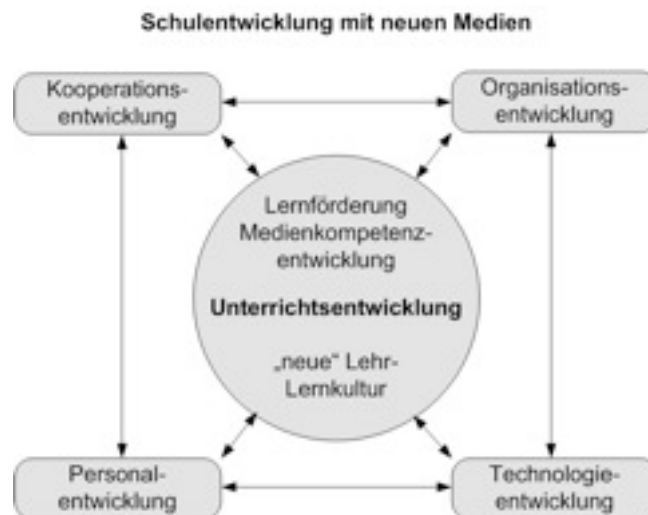 Schulentwicklung mit neuen Medien
Kooperations-
entwicklung
Organisations-
entwicklung
Lernförderung
Medienkompetenz-
entwicklung
Unterrichtsentwicklung
„neue“ Lehr-
Lernkultur
Personal-
entwicklung
Technologie-
entwicklung